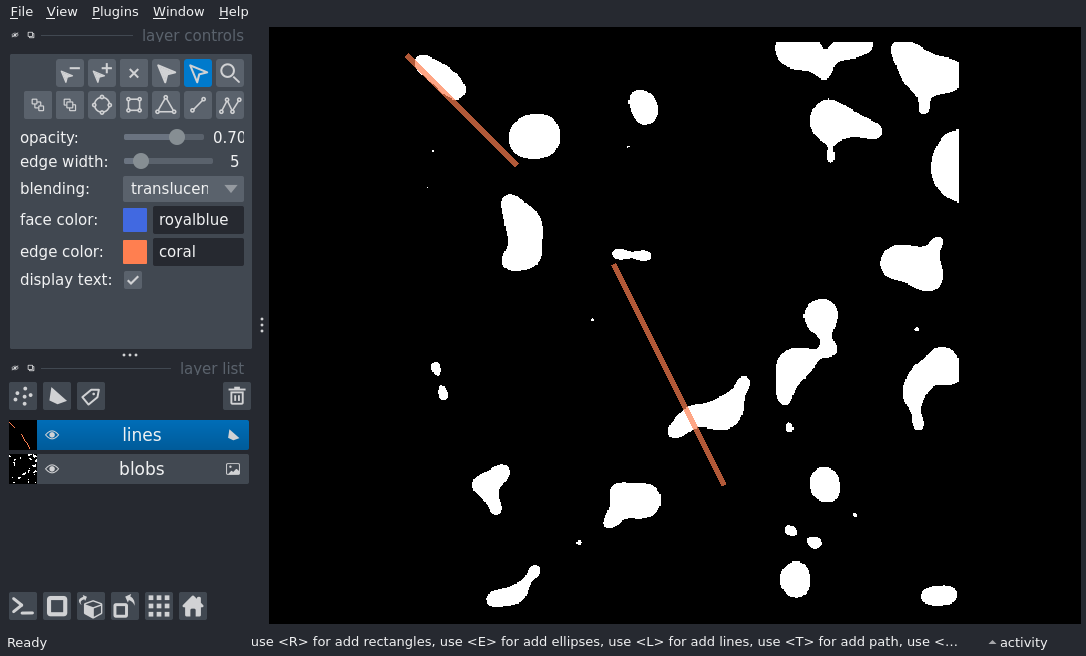 File View Plugins Window Help
layer controls
opacity: 0.70
edge width: 5
blending: translucen
face color: royalblue
edge color: coral
display text:
layer list
lines
blobs
Ready use <R> for add rectangles, use <E> for add ellipses, use <L> for add lines, use <T> for add path, use <... activity